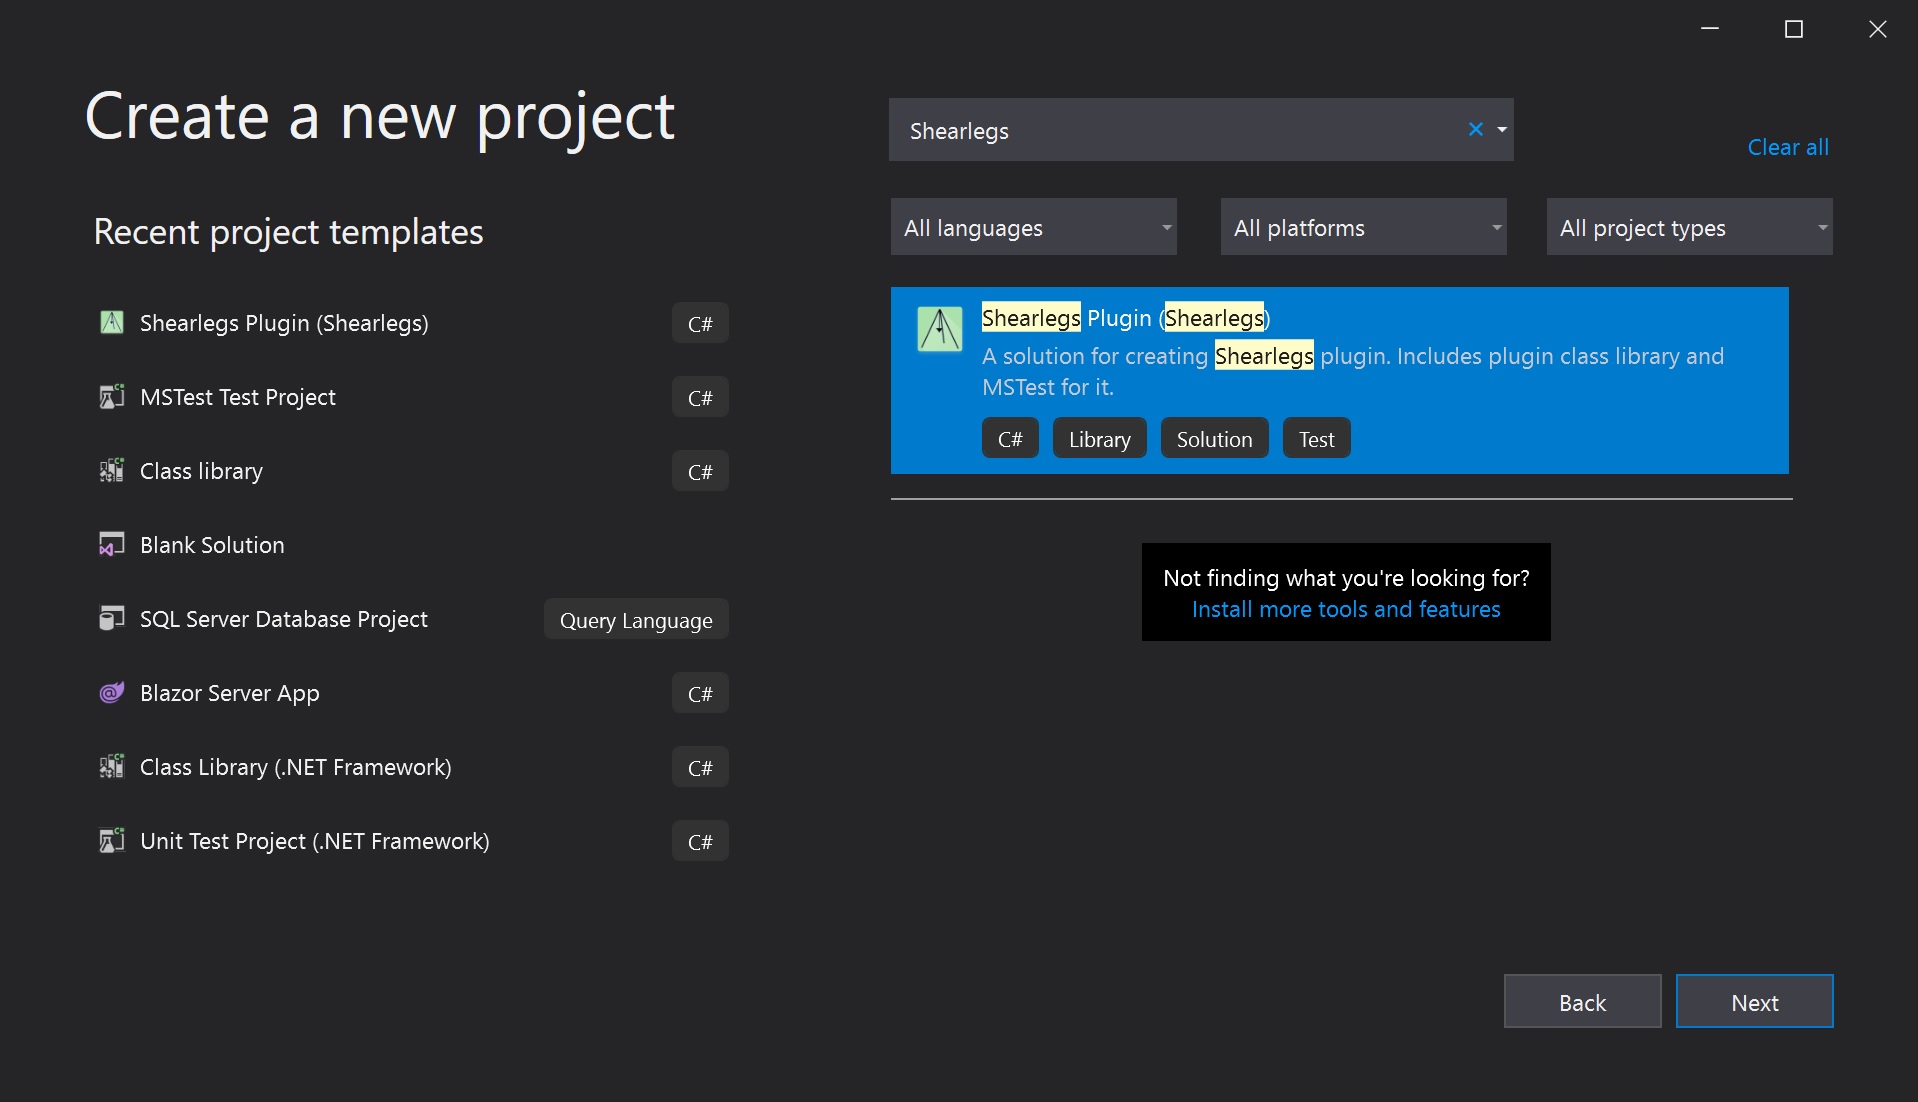 Create a new project
Recent project templates
Shearlegs Plugin (Shearlegs)
C#
MSTest Test Project
C#
Class library
C#
Blank Solution
SQL Server Database Project
Query Language
Blazor Server App
C#
Class Library (.NET Framework)
C#
Unit Test Project (.NET Framework)
C#
Shearlegs
Clear all
All languages
All platforms
All project types
Shearlegs Plugin (Shearlegs)
A solution for creating Shearlegs plugin. Includes plugin class library and
MSTest for it.
C#
Library
Solution
Test
Not finding what you're looking for?
Install more tools and features
Back
Next